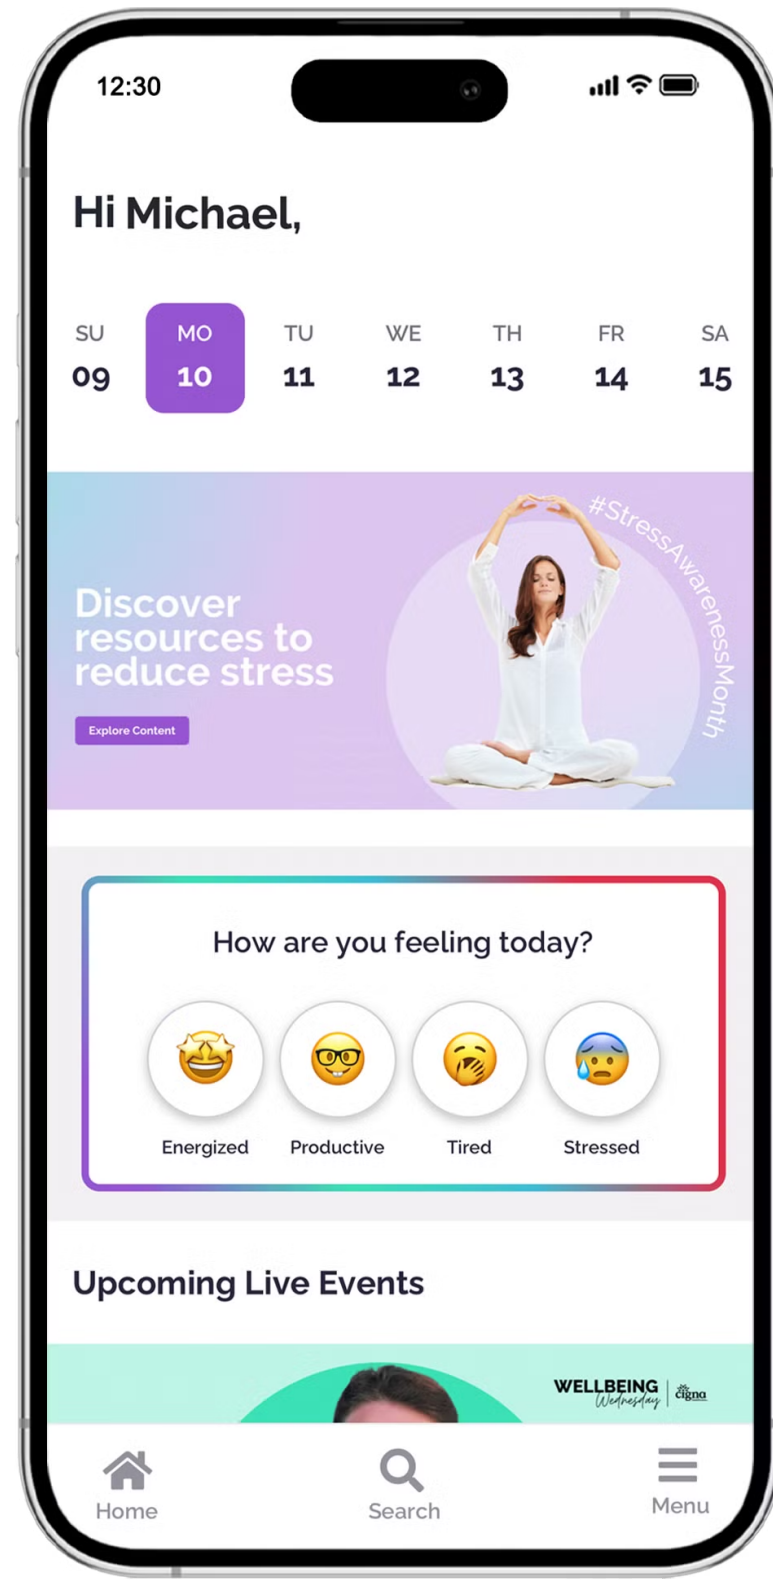 12:30
Hi Michael,
SU MO TU WE TH FR SA
09 10 11 12 13 14 15
#StressAwarenessMonth
Discover
resources to
reduce stress
Explore Content
How are you feeling today?
Energized Productive Tired Stressed
Upcoming Live Events
WELLBEING
Wednesday
cigna
Home Search Menu